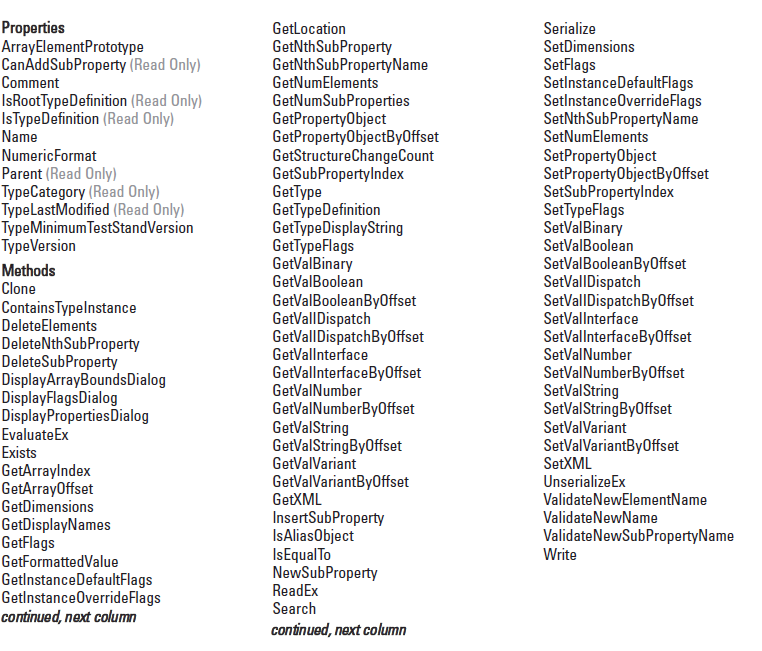 Properties
ArrayElementPrototype
CanAddSubProperty (Read Only)
Comment
IsRootTypeDefinition (Read Only)
IsTypeDefinition (Read Only)
Name
NumericFormat
Parent (Read Only)
TypeCategory (Read Only)
TypeLastModified (Read Only)
TypeMinimumTestStandVersion
TypeVersion
Methods
Clone
ContainsTypeInstance
DeleteElements
DeleteNthSubProperty
DeleteSubProperty
DisplayArrayBoundsDialog
DisplayFlagsDialog
DisplayPropertiesDialog
EvaluateEx
Exists
GetArrayIndex
GetArrayOffset
GetDimensions
GetDisplayNames
GetFlags
GetFormattedValue
GetInstanceDefaultFlags
GetInstanceOverrideFlags
continued, next column
GetLocation
GetNthSubProperty
GetNthSubPropertyName
GetNumElements
GetNumSubProperties
GetPropertyObject
GetPropertyObjectByOffset
GetStructureChangeCount
GetSubPropertyIndex
GetType
GetTypeDefinition
GetTypeDisplayString
GetTypeFlags
GetValBinary
GetValBoolean
GetValBooleanByOffset
GetValIDispatch
GetValIDispatchByOffset
GetValInterface
GetValInterfaceByOffset
GetValNumber
GetValNumberByOffset
GetValString
GetValStringByOffset
GetValVariant
GetValVariantByOffset
GetXML
InsertSubProperty
IsAliasObject
IsEqualTo
NewSubProperty
ReadEx
Search
continued, next column
Serialize
SetDimensions
SetFlags
SetInstanceDefaultFlags
SetInstanceOverrideFlags
SetNthSubPropertyName
SetNumElements
SetPropertyObject
SetPropertyObjectByOffset
SetSubPropertyIndex
SetTypeFlags
SetValBinary
SetValBoolean
SetValBooleanByOffset
SetValIDispatch
SetValIDispatchByOffset
SetValInterface
SetValInterfaceByOffset
SetValNumber
SetValNumberByOffset
SetValString
SetValStringByOffset
SetValVariant
SetValVariantByOffset
SetXML
UnserializeEx
ValidateNewElementName
ValidateNewName
ValidateNewSubPropertyName
Write